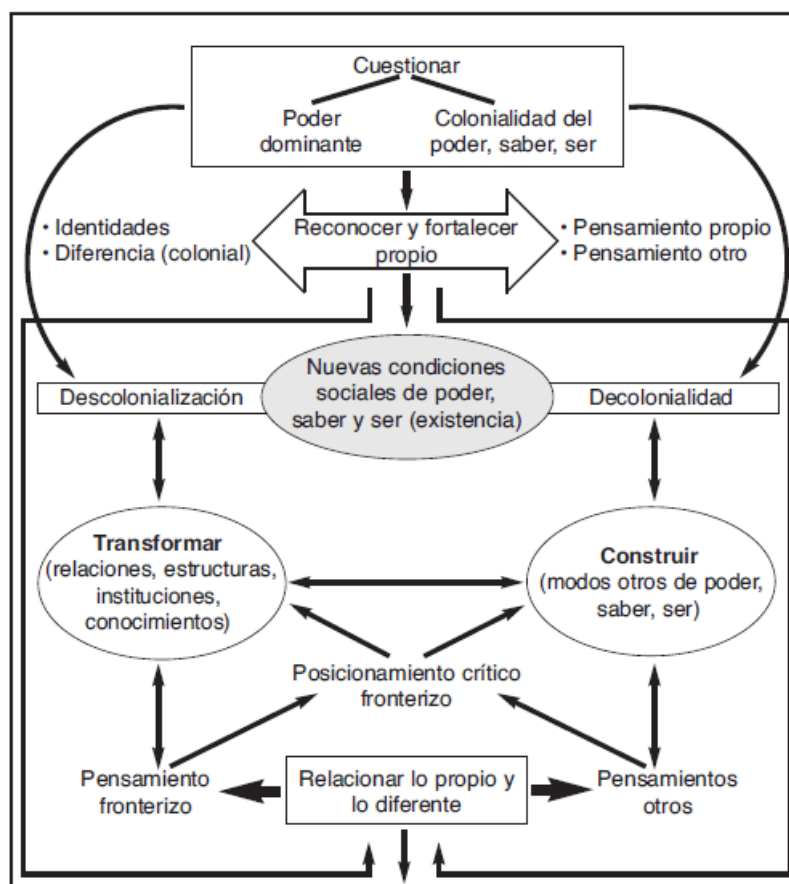 Cuestionar
Poder
dominante
Colonialidad del
poder, saber, ser
• Identidades
• Diferencia (colonial)
Reconocer y fortalecer
propio
• Pensamiento propio
• Pensamiento otro
Nuevas condiciones
sociales de poder,
saber y ser (existencia)
Descolonialización
Decolonialidad
Transformar
(relaciones, estructuras,
instituciones,
conocimientos)
Construir
(modos otros de poder,
saber, ser)
Posicionamiento crítico
fronterizo
Pensamiento
fronterizo
Relacionar lo propio y
lo diferente
Pensamientos
otros